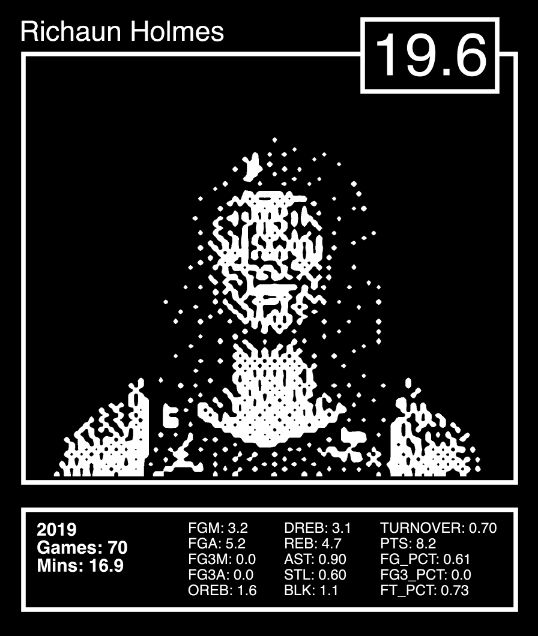 Richaun Holmes
19.6
2019
Games: 70
Mins: 16.9
FGM: 3.2
FGA: 5.2
FG3M: 0.0
FG3A: 0.0
OREB: 1.6
DREB: 3.1
REB: 4.7
AST: 0.90
STL: 0.60
BLK: 1.1
TURNOVER: 0.70
PTS: 8.2
FG_PCT: 0.61
FG3_PCT: 0.0
FT_PCT: 0.73